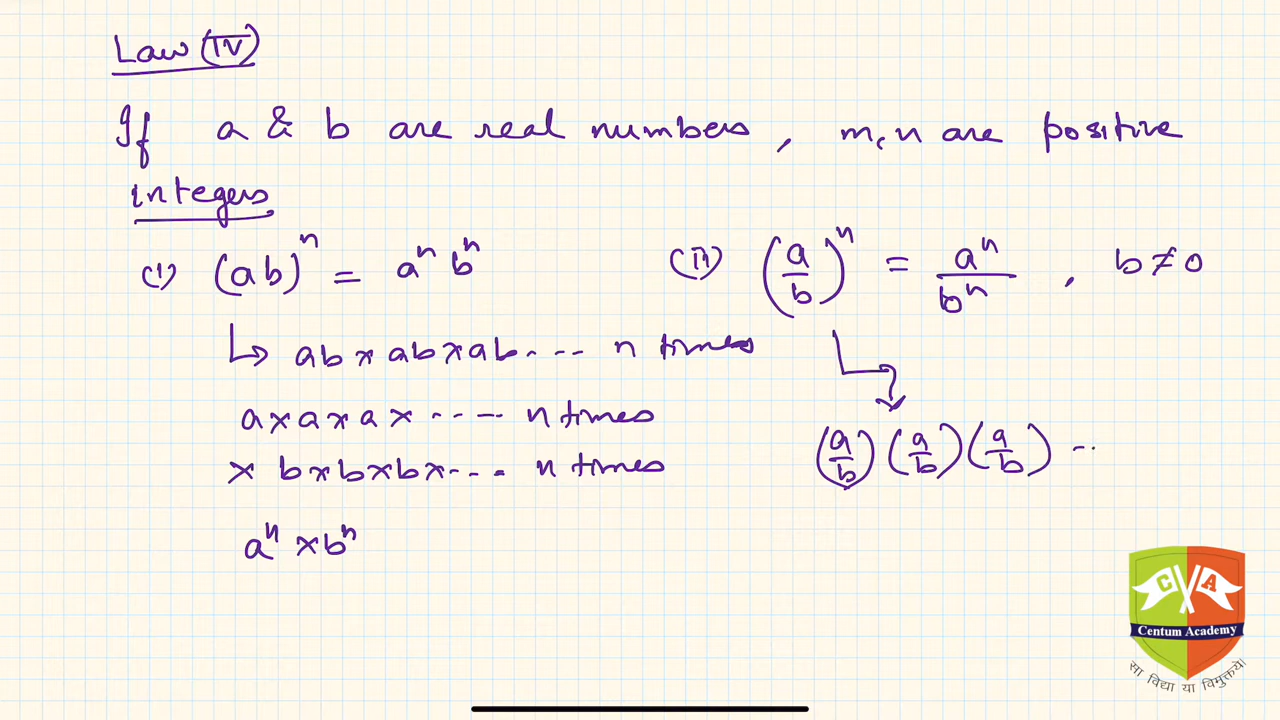 Law (IV)
If a & b are real numbers, m, n are positive
integers
(I) (ab)^n = a^n b^n
(II) (a/b)^n = a^n/b^n, b ≠ 0
↳ ab × ab × ab ---- n times
a × a × a × ---- n times
× b × b × b × ---- n times
a^n × b^n
(a/b) (a/b) (a/b) --
C A
Centum Academy
सा विद्या या विमुक्तये